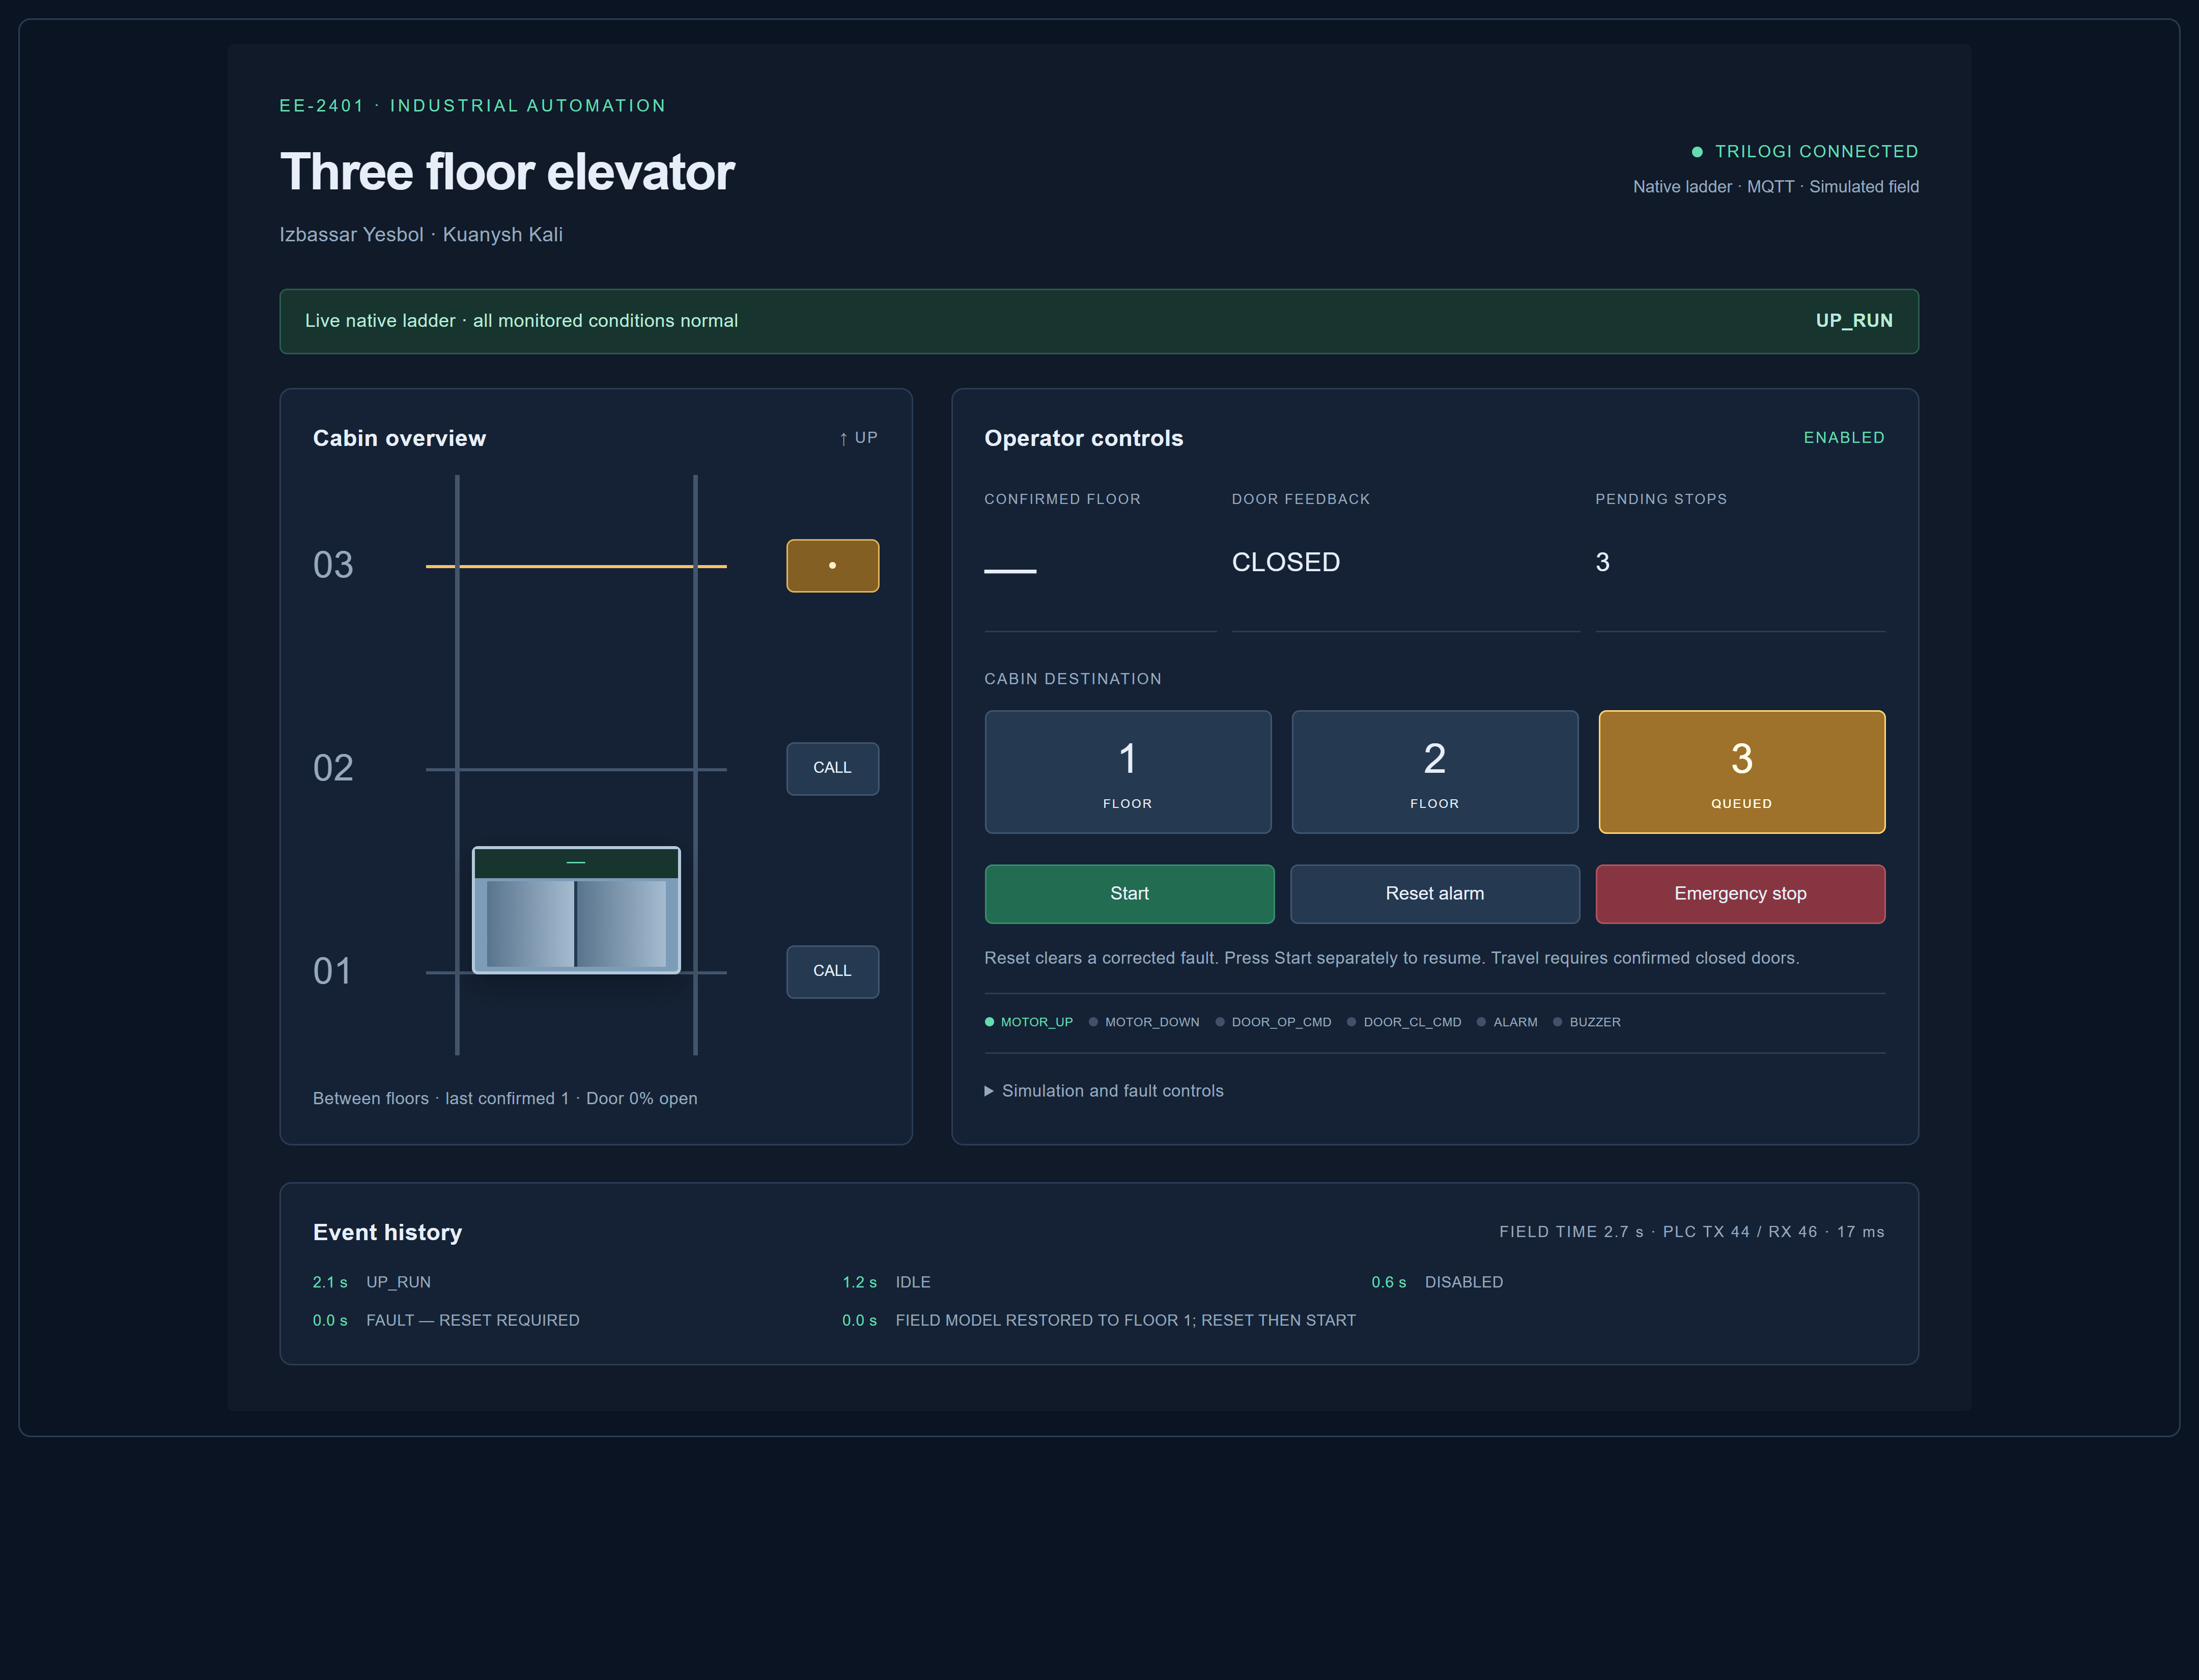 EE-2401 · INDUSTRIAL AUTOMATION
Three floor elevator
TRILOGI CONNECTED
Native ladder · MQTT · Simulated field
Izbassar Yesbol · Kuanysh Kali
Live native ladder · all monitored conditions normal
UP_RUN
Cabin overview
↑ UP
03
02
CALL
—
01
CALL
Between floors · last confirmed 1 · Door 0% open
Operator controls
ENABLED
CONFIRMED FLOOR
—
DOOR FEEDBACK
CLOSED
PENDING STOPS
3
CABIN DESTINATION
1
FLOOR
2
FLOOR
3
QUEUED
Start
Reset alarm
Emergency stop
Reset clears a corrected fault. Press Start separately to resume. Travel requires confirmed closed doors.
MOTOR_UP
MOTOR_DOWN
DOOR_OP_CMD
DOOR_CL_CMD
ALARM
BUZZER
Simulation and fault controls
Event history
FIELD TIME 2.7 s · PLC TX 44 / RX 46 · 17 ms
2.1 s UP_RUN
1.2 s IDLE
0.6 s DISABLED
0.0 s FAULT — RESET REQUIRED
0.0 s FIELD MODEL RESTORED TO FLOOR 1; RESET THEN START